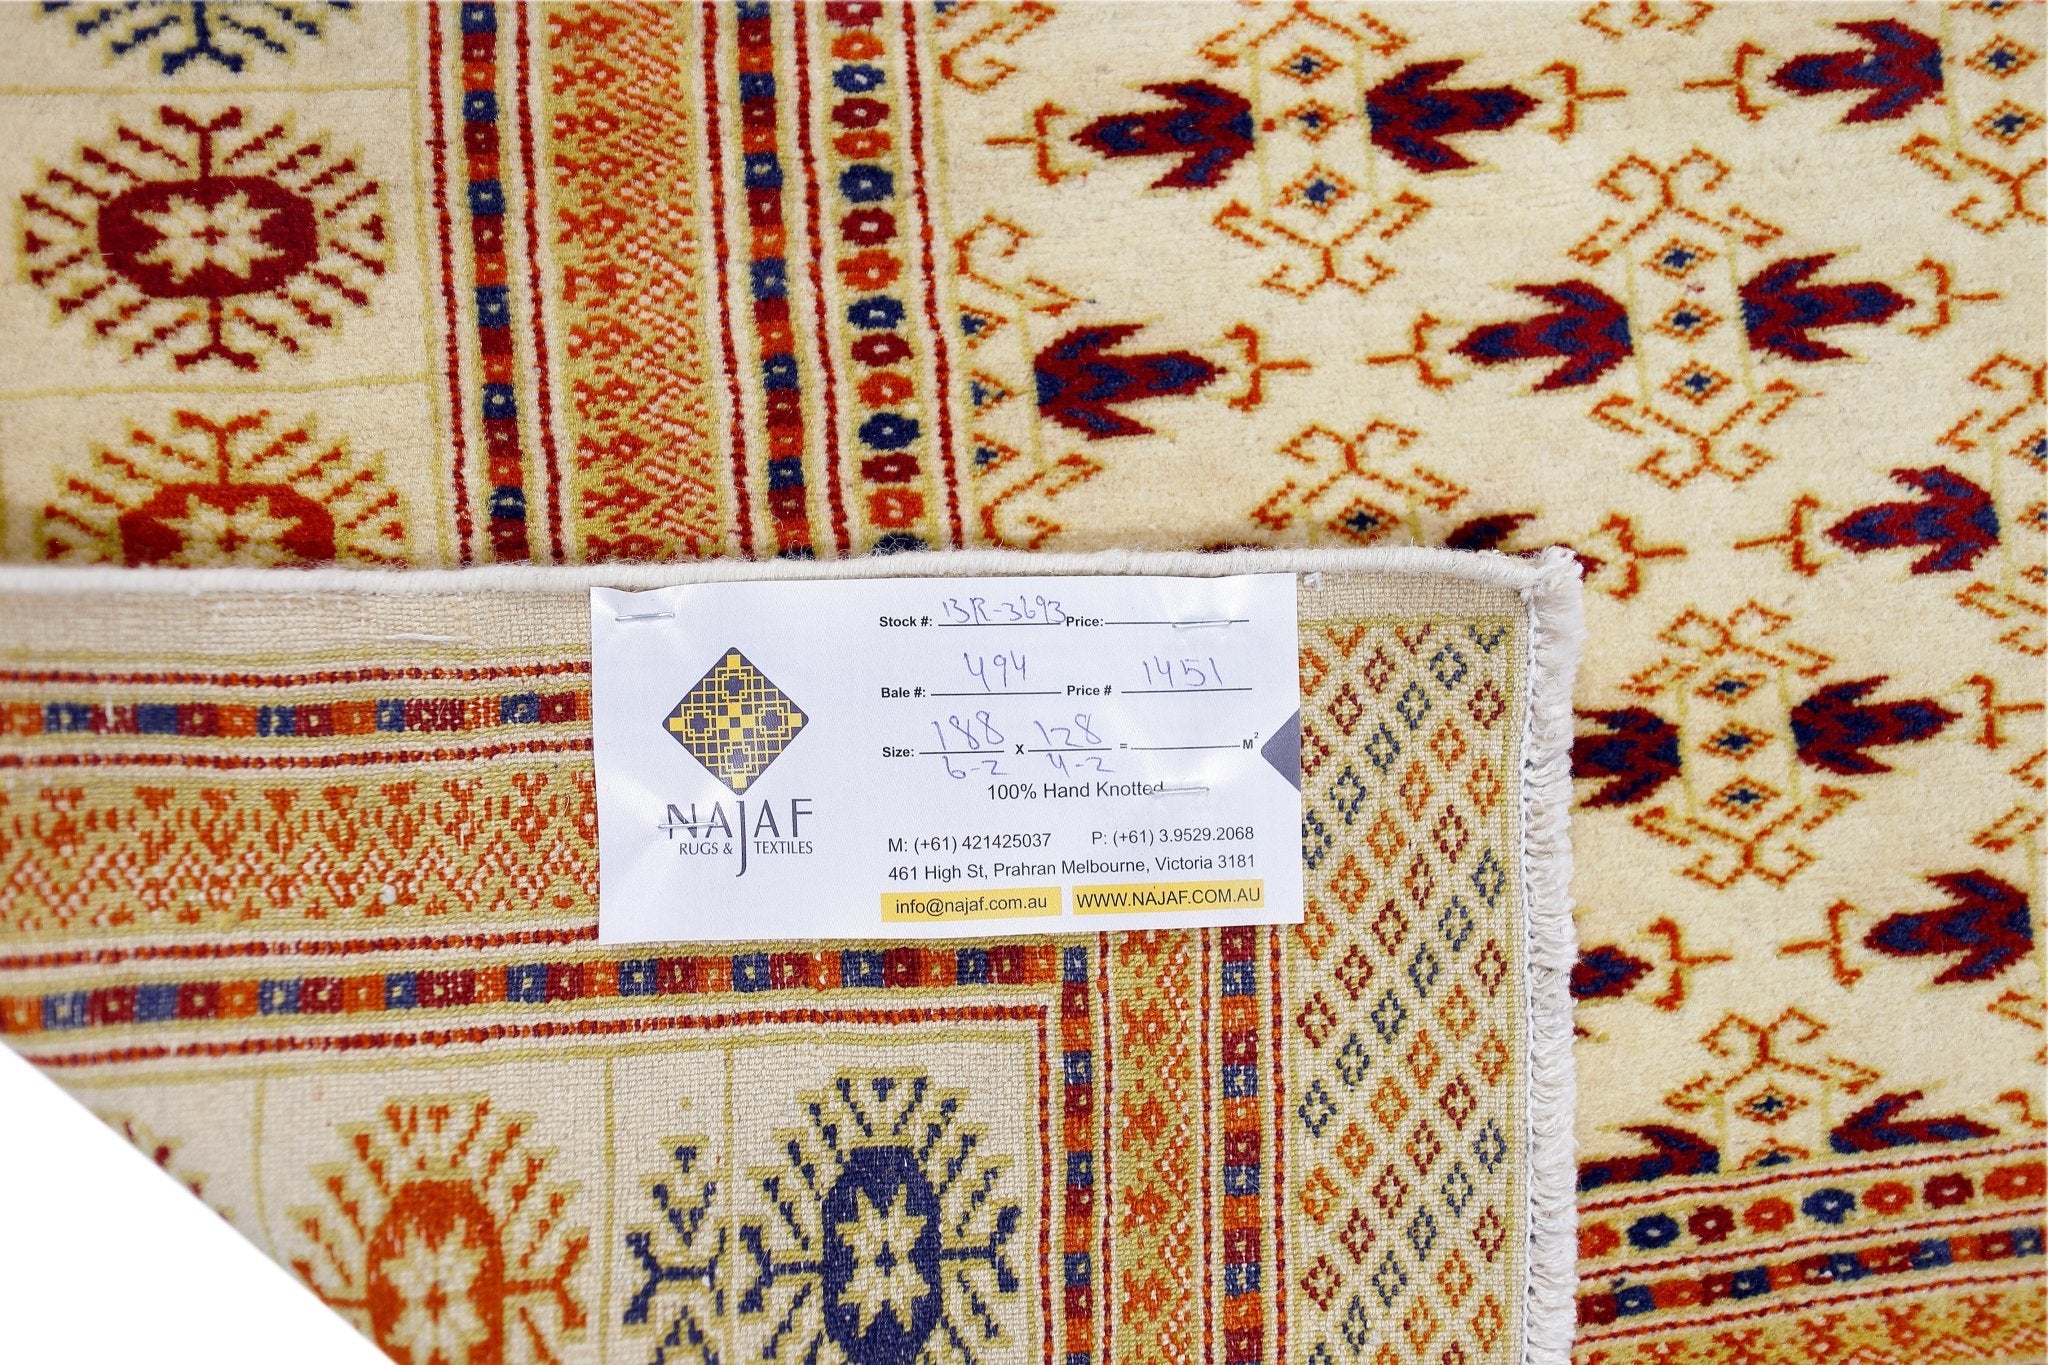 Stock #: BR-3693 Price:
Bale #: 494 Price # 1451
Size: 188 x 128 = M²
6-2 4-2
100% Hand Knotted
NAJAF
RUGS & TEXTILES
M: (+61) 421425037 P: (+61) 3.9529.2068
461 High St, Prahran Melbourne, Victoria 3181
info@najaf.com.au WWW.NAJAF.COM.AU